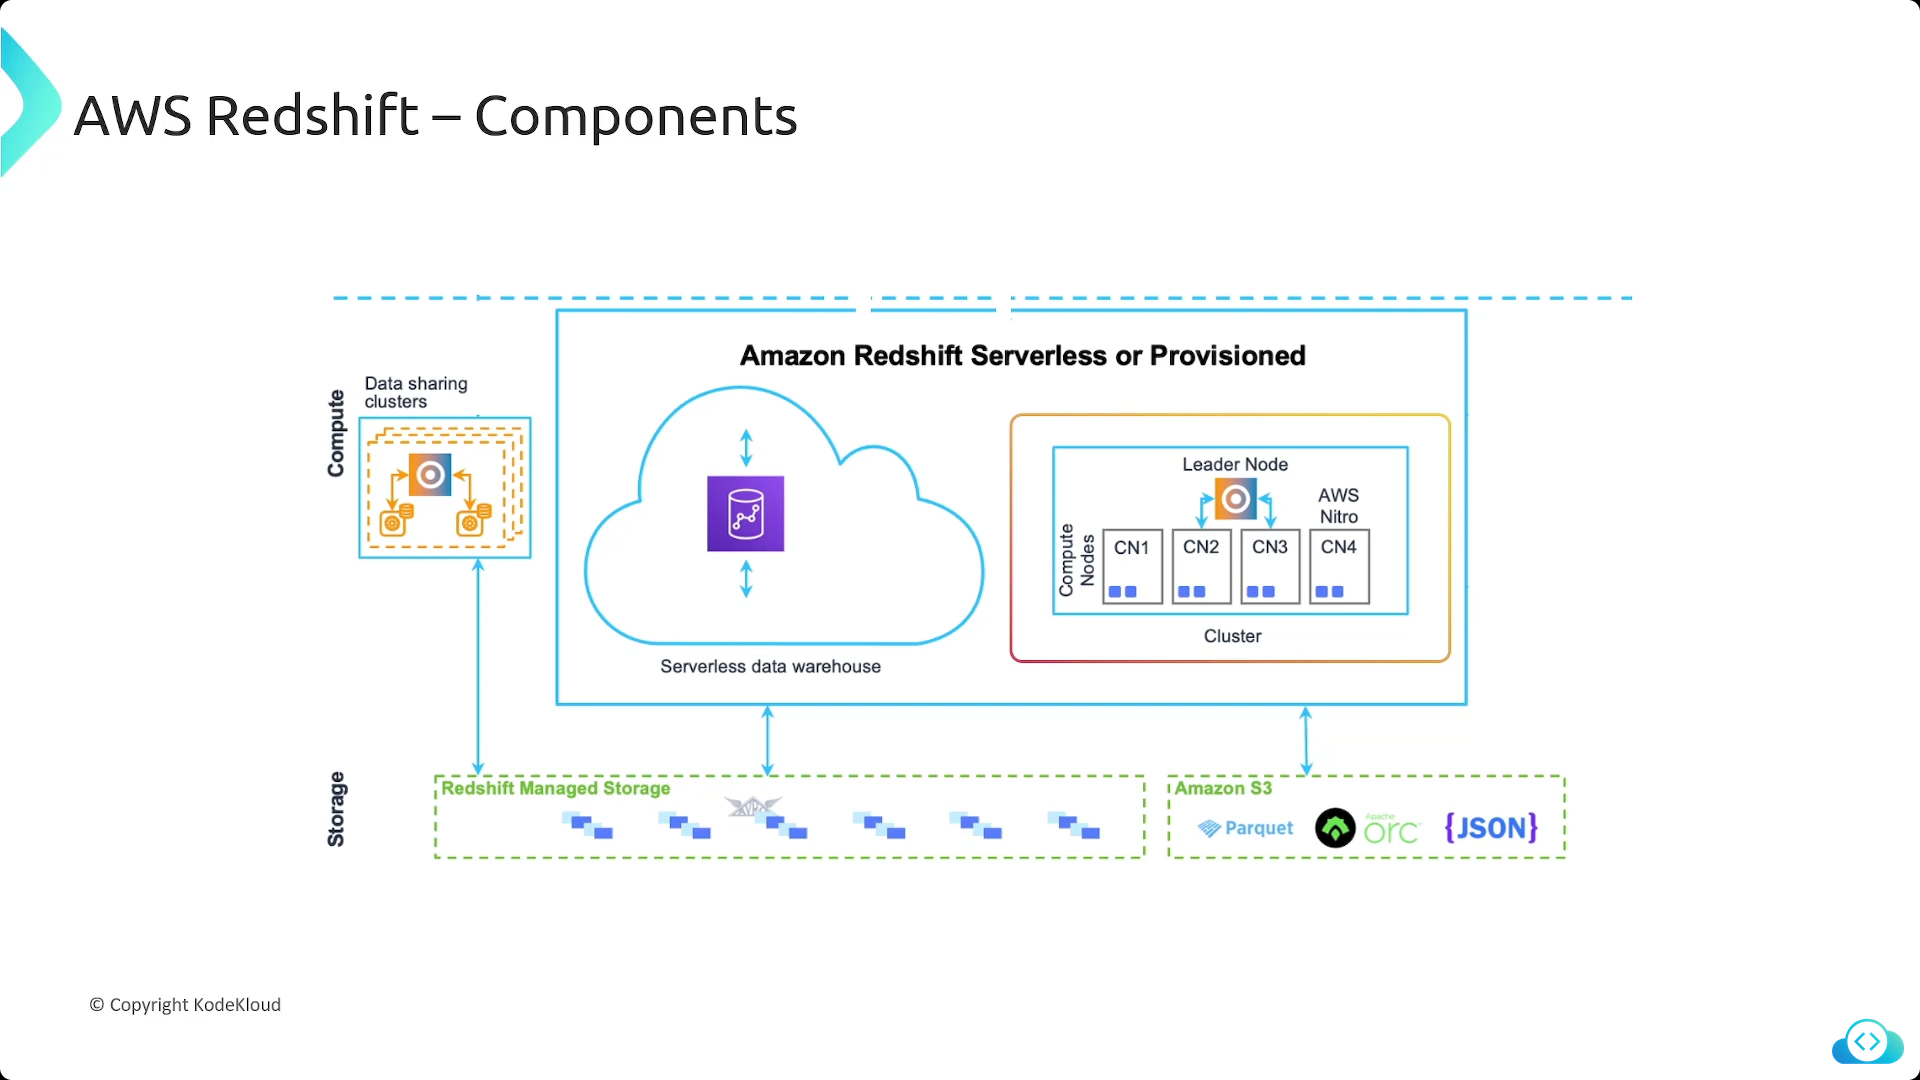 AWS Redshift – Components
Amazon Redshift Serverless or Provisioned
Compute
Data sharing
clusters
Leader Node
AWS
Nitro
Compute
Nodes
CN1
CN2
CN3
CN4
Cluster
Serverless data warehouse
Storage
Redshift Managed Storage
AVRO
Amazon S3
Parquet
Apache
orc
{JSON}
© Copyright KodeKloud